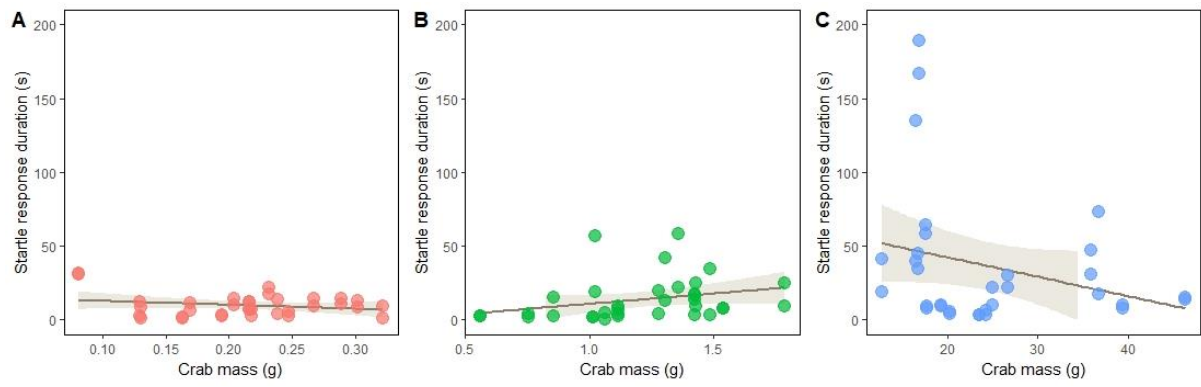 A
Startle response duration (s)
200
150
100
50
0
0.10 0.15 0.20 0.25 0.30
Crab mass (g)
B
Startle response duration (s)
200
150
100
50
0
0.5 1.0 1.5
Crab mass (g)
C
Startle response duration (s)
200
150
100
50
0
20 30 40
Crab mass (g)